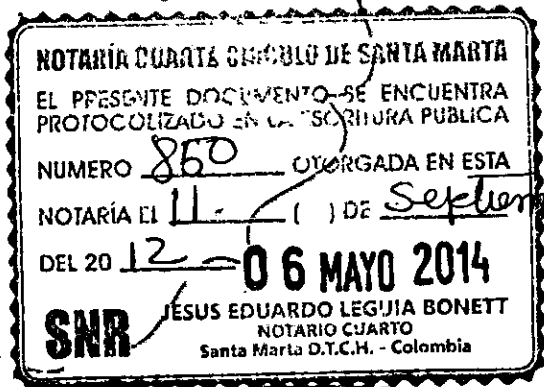 NOTARÍA CUARTA CIRCULO DE SANTA MARTA
EL PRESENTE DOCUMENTO SE ENCUENTRA
PROTOCOLIZADO EN LA ESCRITURA PUBLICA
NUMERO 860 OTORGADA EN ESTA
NOTARÍA El 11- ( ) DE Septiem
DEL 20 12
06 MAYO 2014
SNR
JESUS EDUARDO LEGUIA BONETT
NOTARIO CUARTO
Santa Marta D.T.C.H. - Colombia